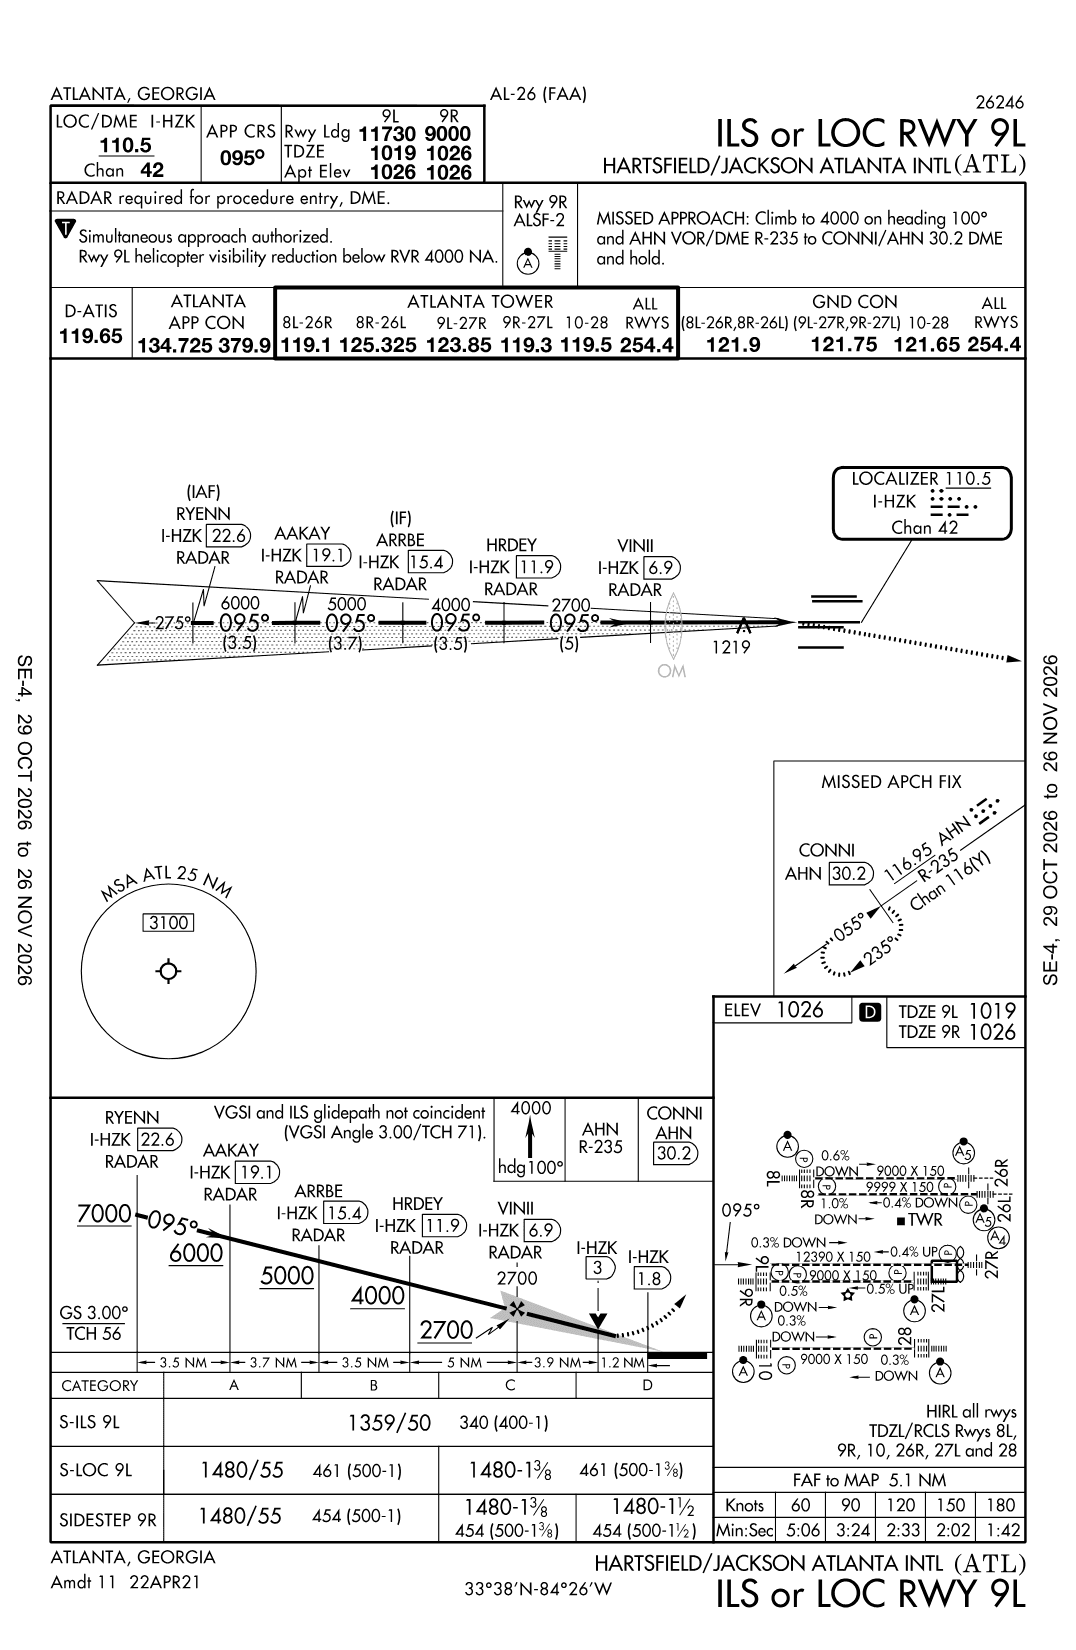 ATLANTA, GEORGIA
AL-26 (FAA)
26246
LOC/DME I-HZK
110.5
Chan 42
APP CRS
095°
9L 9R
Rwy Ldg 11730 9000
TDZE 1019 1026
Apt Elev 1026 1026
ILS or LOC RWY 9L
HARTSFIELD/JACKSON ATLANTA INTL (ATL)
RADAR required for procedure entry, DME.
T
Simultaneous approach authorized.
Rwy 9L helicopter visibility reduction below RVR 4000 NA.
Rwy 9R
ALSF-2
A
MISSED APPROACH: Climb to 4000 on heading 100°
and AHN VOR/DME R-235 to CONNI/AHN 30.2 DME
and hold.
D-ATIS
119.65
ATLANTA
APP CON
134.725 379.9
ATLANTA TOWER ALL
8L-26R 8R-26L 9L-27R 9R-27L 10-28 RWYS
119.1 125.325 123.85 119.3 119.5 254.4
GND CON ALL
(8L-26R,8R-26L) (9L-27R,9R-27L) 10-28 RWYS
121.9 121.75 121.65 254.4
LOCALIZER 110.5
I-HZK
Chan 42
(IAF)
RYENN
I-HZK 22.6
RADAR
AAKAY
I-HZK 19.1
RADAR
(IF)
ARRBE
I-HZK 15.4
RADAR
HRDEY
I-HZK 11.9
RADAR
VINII
I-HZK 6.9
RADAR
6000 5000 4000 2700
275° 095° 095° 095° 095°
(3.5) (3.7) (3.5) (5)
1219
OM
SE-4, 29 OCT 2026 to 26 NOV 2026
SE-4, 29 OCT 2026 to 26 NOV 2026
MISSED APCH FIX
CONNI
AHN 30.2
116.95 AHN
R-235
Chan 116(Y)
055°
235°
MSA ATL 25 NM
3100
ELEV 1026
D
TDZE 9L 1019
TDZE 9R 1026
A
P
0.6%
DOWN
9000 X 150
A5
8L
26R
P
9999 X 150
P
8R
1.0%
DOWN
0.4% DOWN
P
26L
A5
TWR
A4
095°
0.3% DOWN
12390 X 150
0.4% UP
P
9L
27R
P
P
9000 X 150
P
9R
0.5%
DOWN
0.5% UP
27L
A
A
0.3%
DOWN
P
28
10
P
9000 X 150
0.3%
DOWN
A
A
HIRL all rwys
TDZL/RCLS Rwys 8L,
9R, 10, 26R, 27L and 28
FAF to MAP 5.1 NM
Knots 60 90 120 150 180
Min:Sec 5:06 3:24 2:33 2:02 1:42
VGSI and ILS glidepath not coincident
(VGSI Angle 3.00/TCH 71).
4000
hdg100°
AHN
R-235
CONNI
AHN
30.2
RYENN
I-HZK 22.6
RADAR
AAKAY
I-HZK 19.1
RADAR
ARRBE
I-HZK 15.4
RADAR
HRDEY
I-HZK 11.9
RADAR
VINII
I-HZK 6.9
RADAR
2700
I-HZK
3
I-HZK
1.8
7000
095°
6000
5000
4000
2700
GS 3.00°
TCH 56
3.5 NM 3.7 NM 3.5 NM 5 NM 3.9 NM 1.2 NM
CATEGORY A B C D
S-ILS 9L 1359/50 340 (400-1)
S-LOC 9L 1480/55 461 (500-1) 1480-1⅜ 461 (500-1⅜)
SIDESTEP 9R 1480/55 454 (500-1) 1480-1⅜ 454 (500-1⅜) 1480-1½ 454 (500-1½)
ATLANTA, GEORGIA
Amdt 11 22APR21
33°38'N-84°26'W
HARTSFIELD/JACKSON ATLANTA INTL (ATL)
ILS or LOC RWY 9L